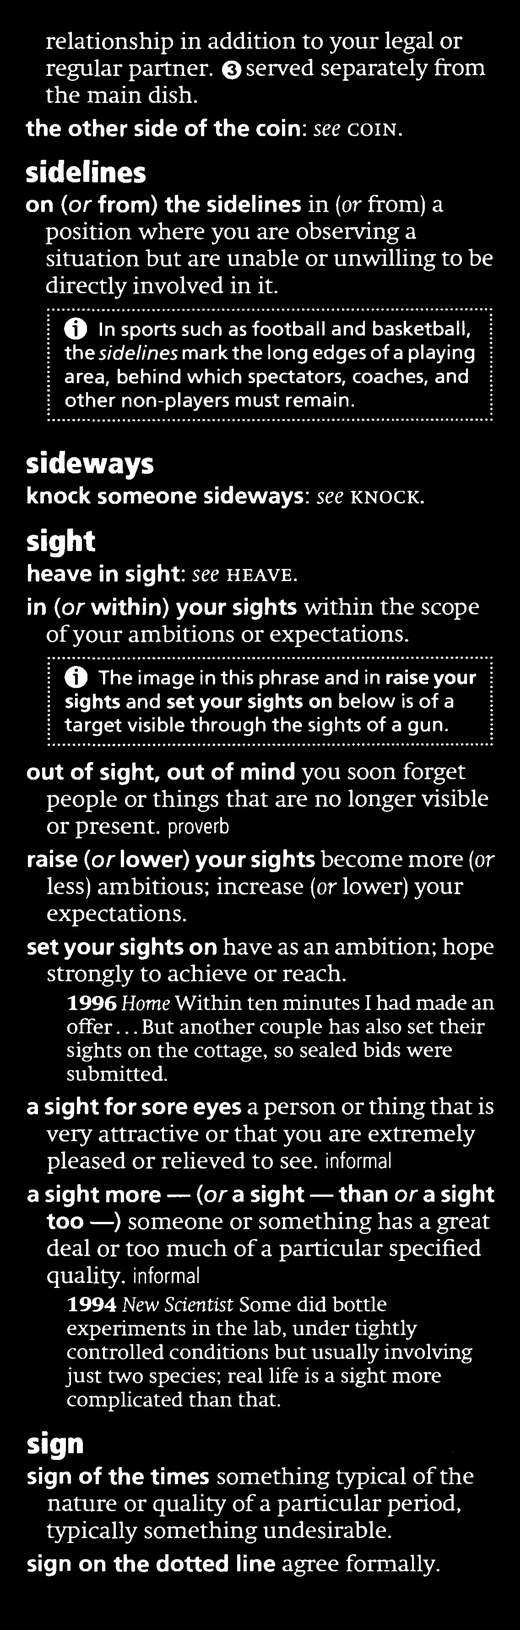 relationship in addition to your legal or
regular partner. ❸ served separately from
the main dish.
the other side of the coin: see COIN.
sidelines
on (or from) the sidelines in (or from) a
position where you are observing a
situation but are unable or unwilling to be
directly involved in it.
In sports such as football and basketball,
the sidelines mark the long edges of a playing
area, behind which spectators, coaches, and
other non-players must remain.
sideways
knock someone sideways: see KNOCK.
sight
heave in sight: see HEAVE.
in (or within) your sights within the scope
of your ambitions or expectations.
The image in this phrase and in raise your
sights and set your sights on below is of a
target visible through the sights of a gun.
out of sight, out of mind you soon forget
people or things that are no longer visible
or present. proverb
raise (or lower) your sights become more (or
less) ambitious; increase (or lower) your
expectations.
set your sights on have as an ambition; hope
strongly to achieve or reach.
1996 Home Within ten minutes I had made an
offer... But another couple has also set their
sights on the cottage, so sealed bids were
submitted.
a sight for sore eyes a person or thing that is
very attractive or that you are extremely
pleased or relieved to see. informal
a sight more — (or a sight — than or a sight
too —) someone or something has a great
deal or too much of a particular specified
quality. informal
1994 New Scientist Some did bottle
experiments in the lab, under tightly
controlled conditions but usually involving
just two species; real life is a sight more
complicated than that.
sign
sign of the times something typical of the
nature or quality of a particular period,
typically something undesirable.
sign on the dotted line agree formally.